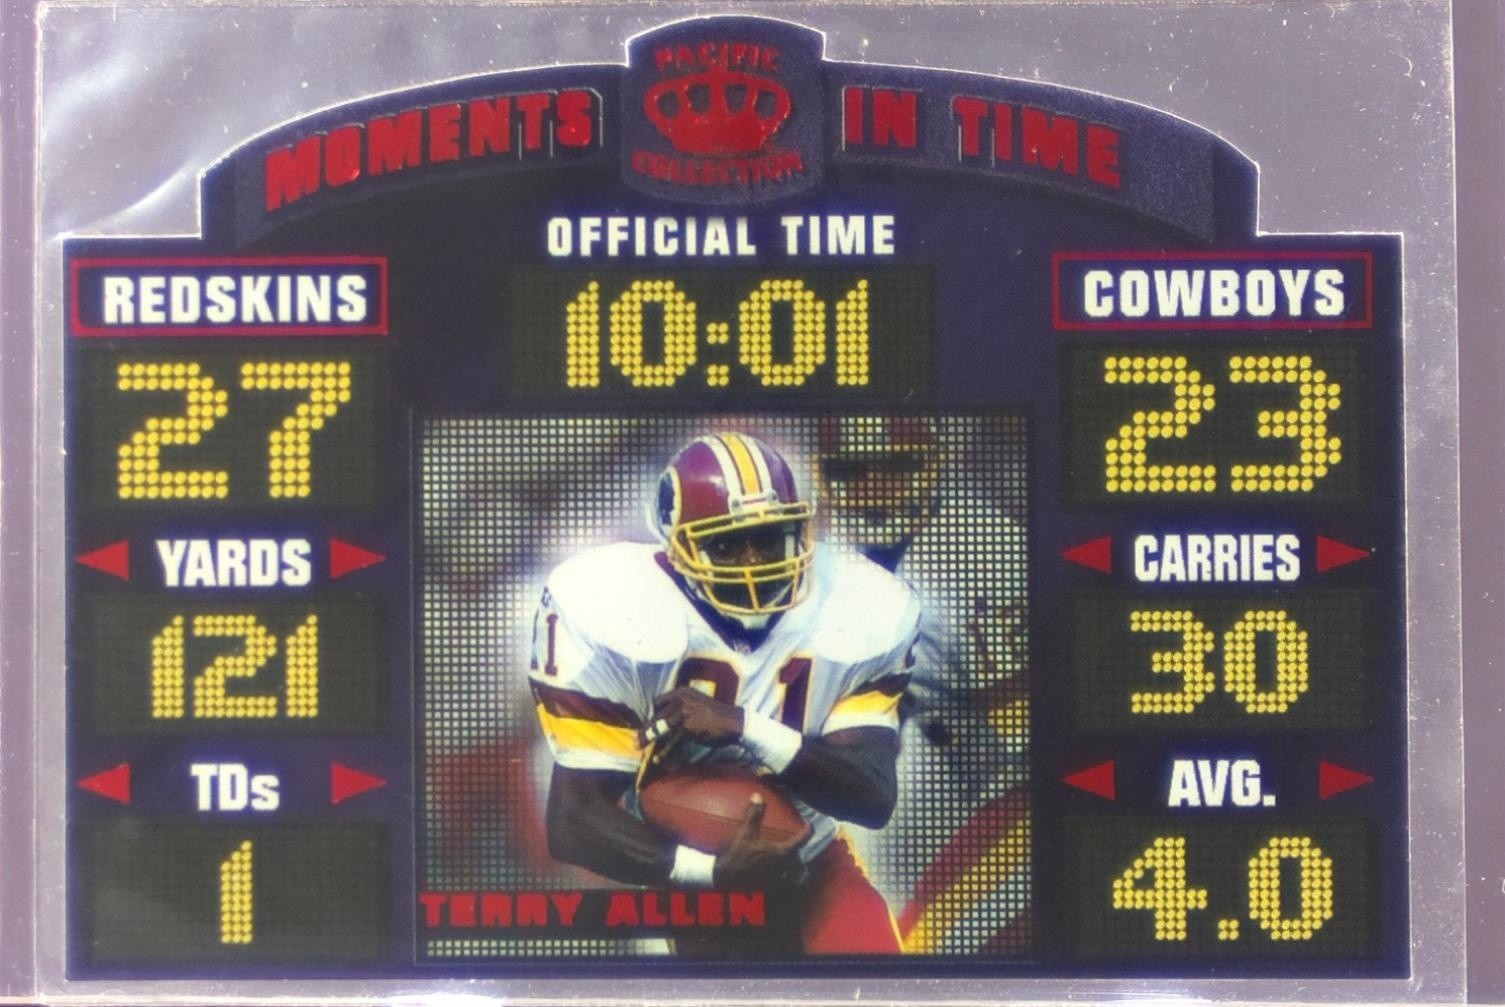 PACIFIC
MOMENTS IN TIME
COLLECTION
OFFICIAL TIME
10:01
REDSKINS
27
COWBOYS
23
YARDS
121
CARRIES
30
TDs
1
AVG.
4.0
21
TERRY ALLEN